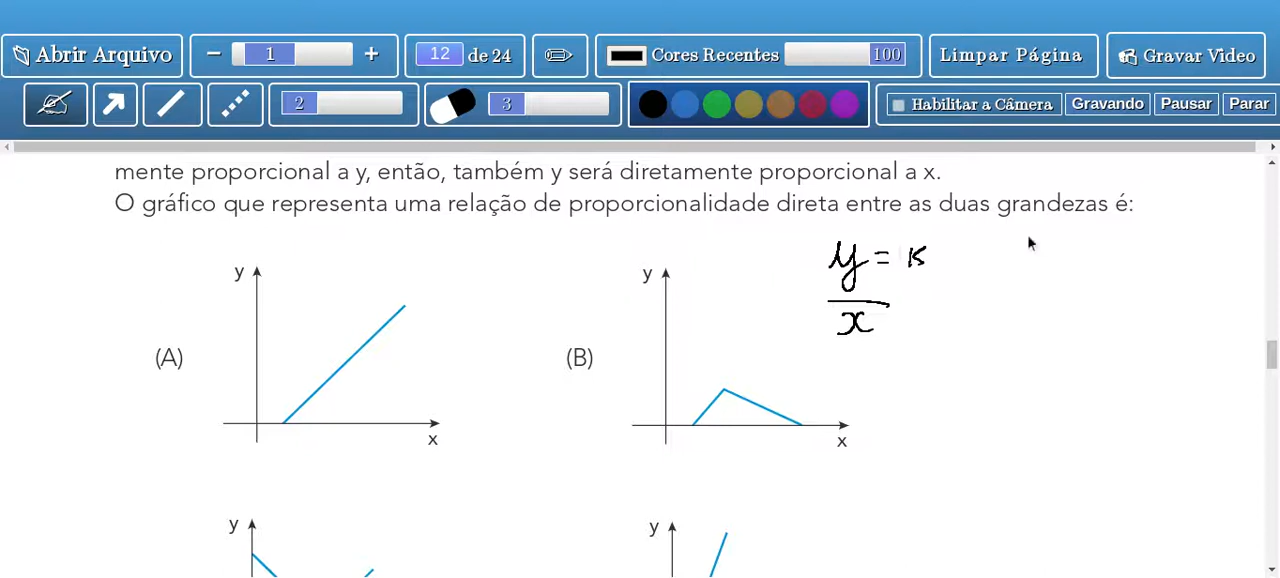 Abrir Arquivo − 1 + 12 de 24 Cores Recentes 100 Limpar Página Gravar Video
2 3 Habilitar a Câmera Gravando Pausar Parar
mente proporcional a y, então, também y será diretamente proporcional a x.
O gráfico que representa uma relação de proporcionalidade direta entre as duas grandezas é:
y = K
x
y
(A)
x
y
(B)
x
y
y